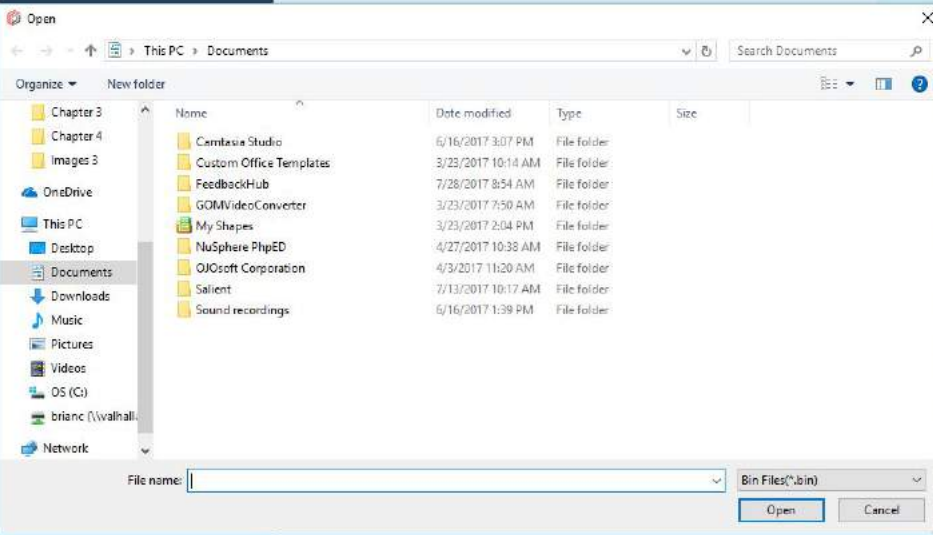 Open
This PC > Documents
Search Documents
Organize
New folder
Name
Date modified
Type
Size
Chapter 3
Chapter 4
Images 3
OneDrive
This PC
Desktop
Documents
Downloads
Music
Pictures
Videos
OS (C:)
brianc (\\valhall
Network
Camtasia Studio 6/16/2017 3:07 PM File folder
Custom Office Templates 3/23/2017 10:14 AM File folder
FeedbackHub 7/28/2017 8:54 AM File folder
GOMVideoConverter 3/23/2017 7:50 AM File folder
My Shapes 3/23/2017 2:04 PM File folder
NuSphere PhpED 4/27/2017 10:38 AM File folder
OJOsoft Corporation 4/3/2017 11:20 AM File folder
Salient 7/13/2017 10:17 AM File folder
Sound recordings 6/16/2017 1:39 PM File folder
File name:
Bin Files(*.bin)
Open
Cancel